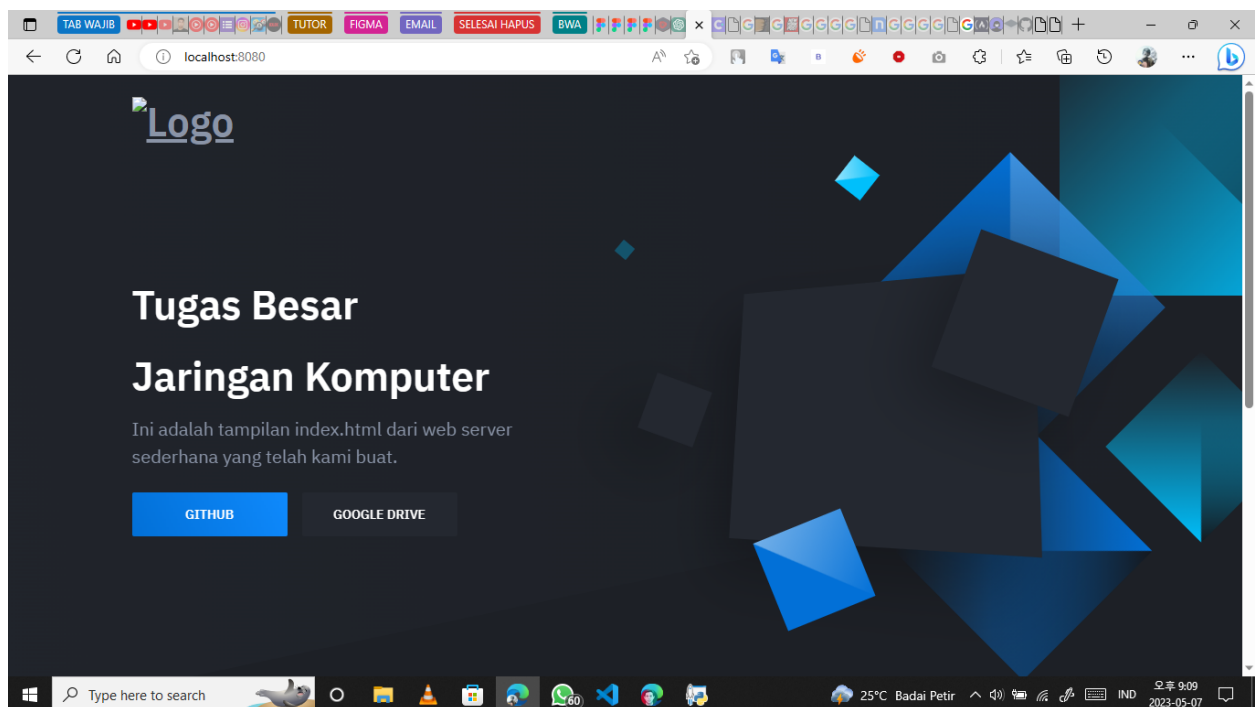 TAB WAJIB TUTOR FIGMA EMAIL SELESAI HAPUS BWA
localhost:8080
Logo
Tugas Besar
Jaringan Komputer
Ini adalah tampilan index.html dari web server
sederhana yang telah kami buat.
GITHUB GOOGLE DRIVE
Type here to search 60 25°C Badai Petir IND 오후 9:09
2023-05-07